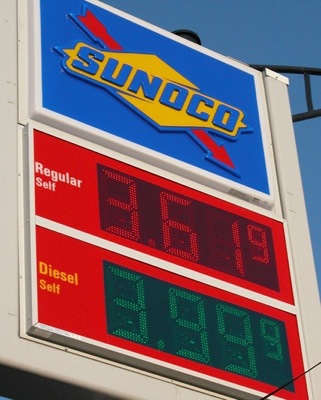 SUNOCO
Regular
Self
3.61 9
Diesel
Self
3.99 9